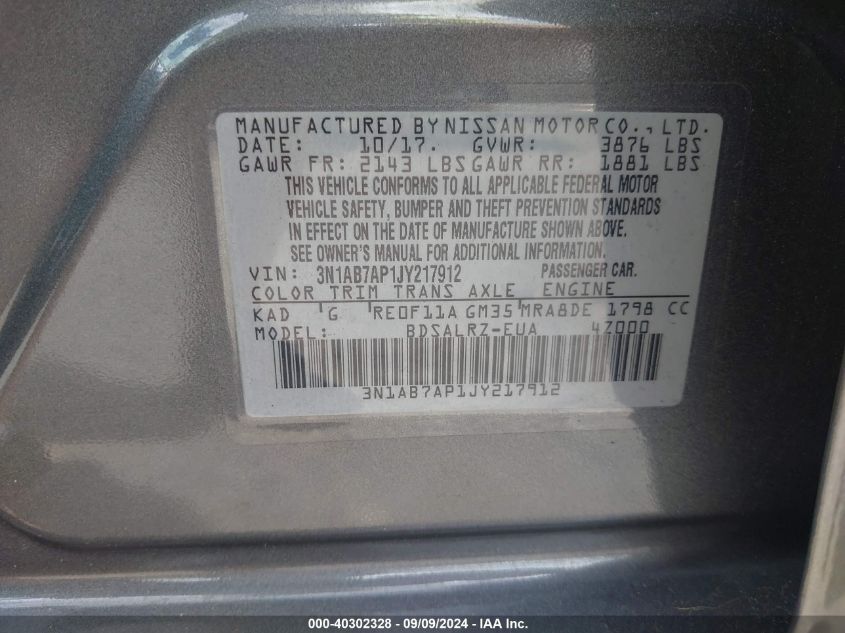 MANUFACTURED BY NISSAN MOTOR CO., LTD.
DATE: 10/17. GVWR: 3876 LBS
GAWR FR: 2143 LBS GAWR RR: 1881 LBS
THIS VEHICLE CONFORMS TO ALL APPLICABLE FEDERAL MOTOR
VEHICLE SAFETY, BUMPER AND THEFT PREVENTION STANDARDS
IN EFFECT ON THE DATE OF MANUFACTURE SHOWN ABOVE.
SEE OWNER'S MANUAL FOR ADDITIONAL INFORMATION.
VIN: 3N1AB7AP1JY217912 PASSENGER CAR.
COLOR TRIM TRANS AXLE ENGINE
KAD G RE0F11A GM35 MRA8DE 1798 CC
MODEL: BDSALRZ-EUA 4Z000
3N1AB7AP1JY217912
000-40302328 - 09/09/2024 - IAA Inc.